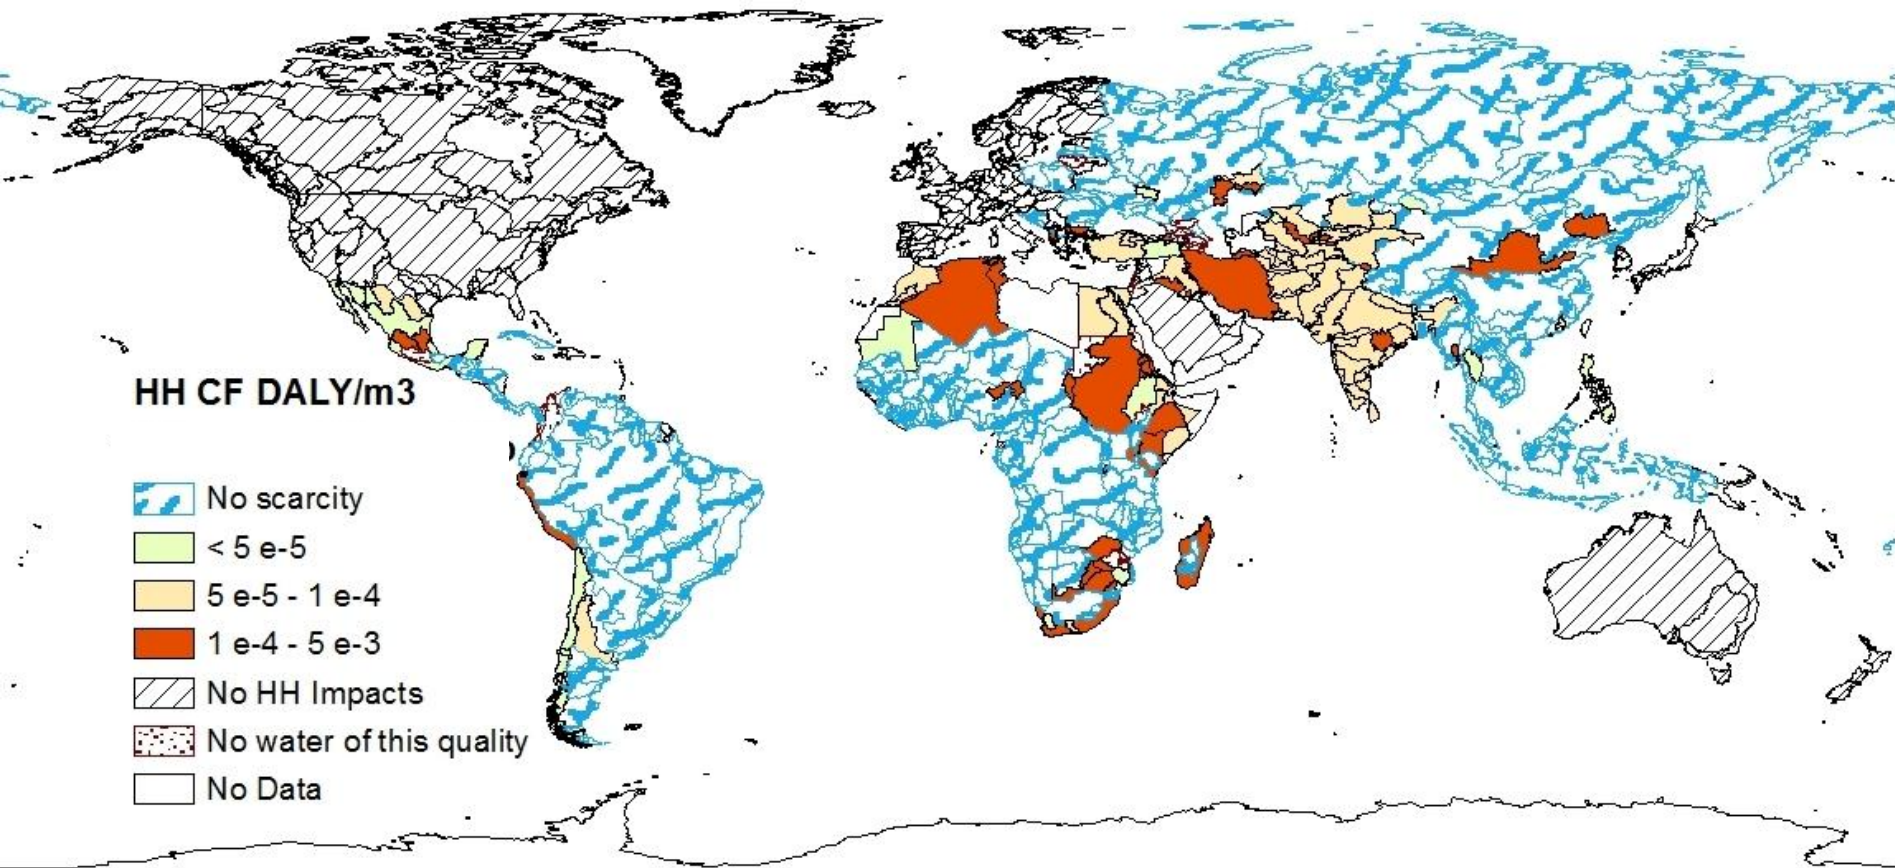 HH CF DALY/m3
No scarcity
< 5 e-5
5 e-5 - 1 e-4
1 e-4 - 5 e-3
No HH Impacts
No water of this quality
No Data